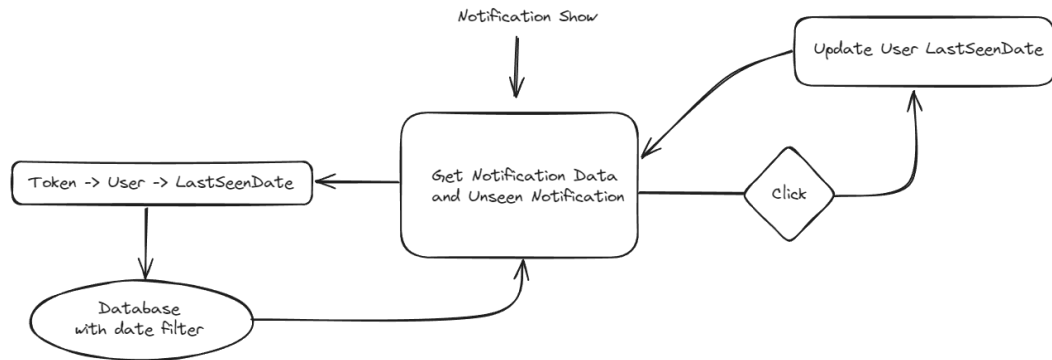 Notification Show
Update User LastSeenDate
Get Notification Data
and Unseen Notification
Token -> User -> LastSeenDate
Click
Database
with date filter